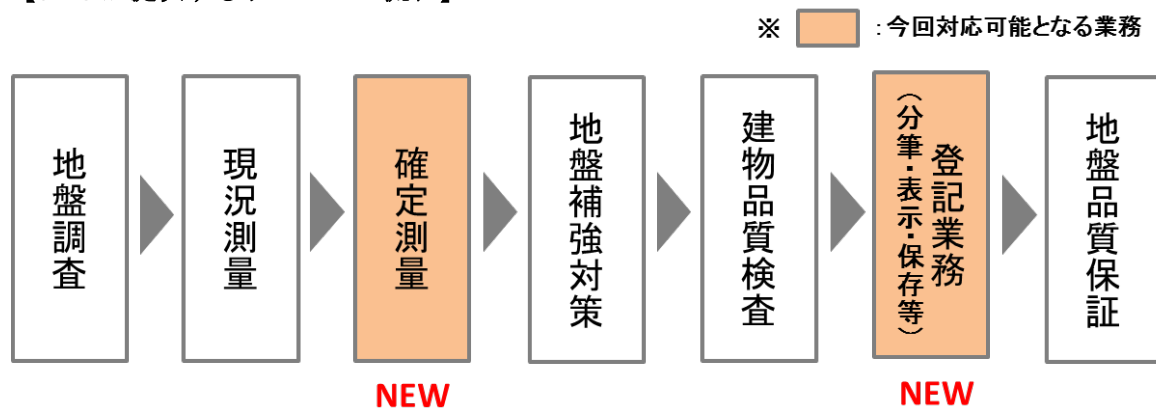 ※ :今回対応可能となる業務
地盤調査
現況測量
確定測量
NEW
地盤補強対策
建物品質検査
登記業務
(分筆・表示・保存等)
NEW
地盤品質保証